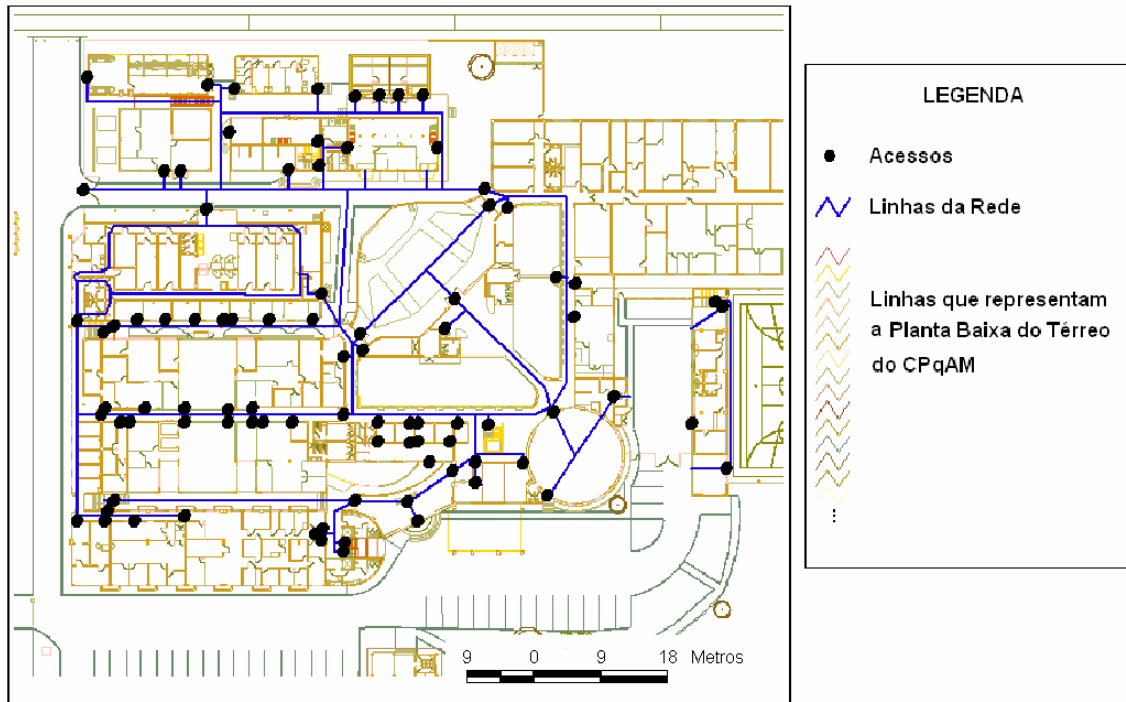 LEGENDA
Acessos
Linhas da Rede
Linhas que representam
a Planta Baixa do Térreo
do CPqAM
9 0 9 18 Metros